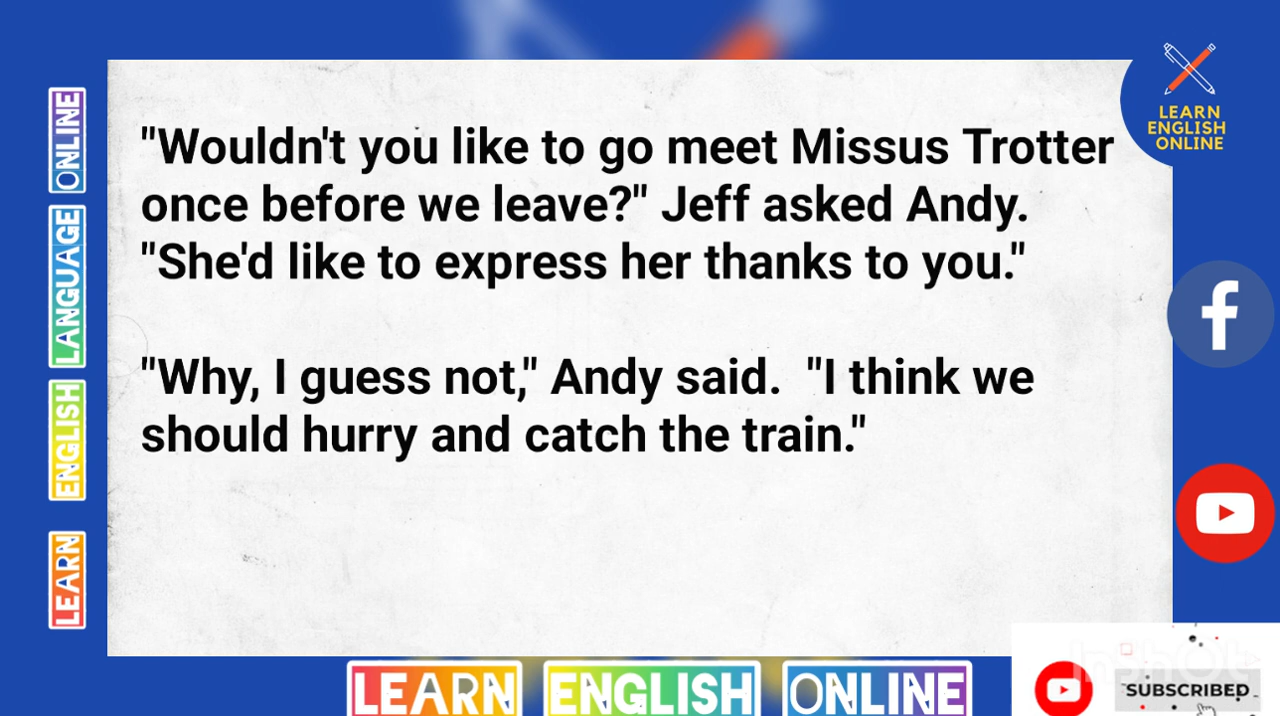 "Wouldn't you like to go meet Missus Trotter
once before we leave?" Jeff asked Andy.
"She'd like to express her thanks to you."
"Why, I guess not," Andy said.  "I think we
should hurry and catch the train."
LEARN
ENGLISH
ONLINE
LEARN ENGLISH LANGUAGE ONLINE
LEARN ENGLISH ONLINE
InShOt
SUBSCRIBED